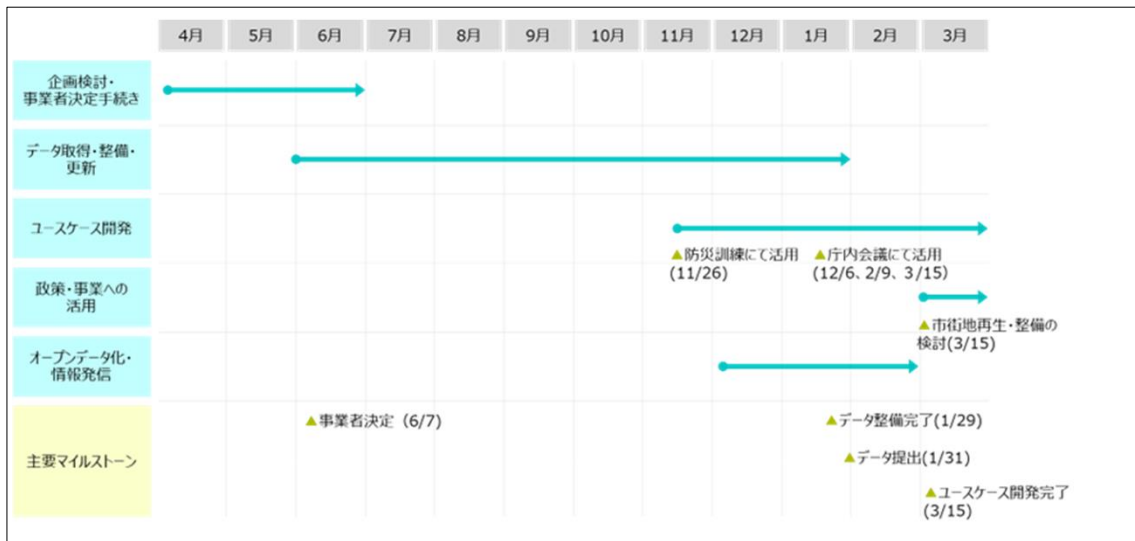 4月 5月 6月 7月 8月 9月 10月 11月 12月 1月 2月 3月
企画検討・
事業者決定手続き
データ取得・整備・
更新
ユースケース開発
▲防災訓練にて活用
(11/26)
▲庁内会議にて活用
(12/6、2/9、3/15)
政策・事業への
活用
▲市街地再生・整備の
検討(3/15)
オープンデータ化・
情報発信
主要マイルストーン
▲事業者決定 (6/7)
▲データ整備完了(1/29)
▲データ提出(1/31)
▲ユースケース開発完了
(3/15)